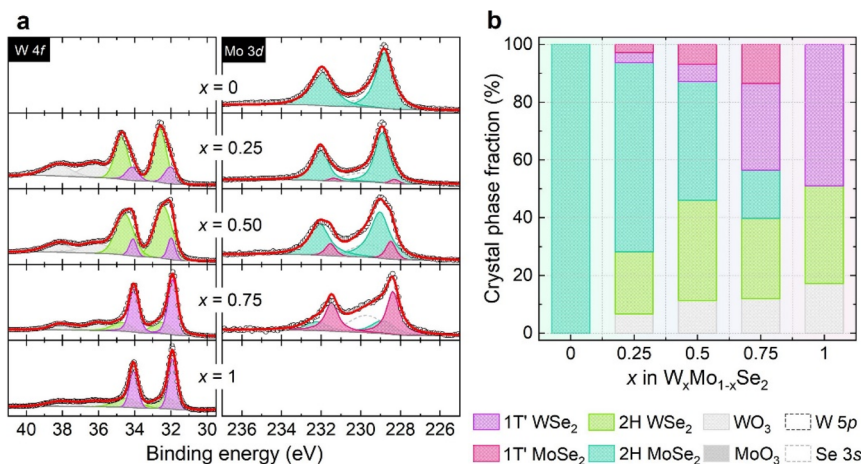 a
W 4f
Mo 3d
x = 0
x = 0.25
x = 0.50
x = 0.75
x = 1
40 38 36 34 32 30
236 234 232 230 228 226
Binding energy (eV)
b
Crystal phase fraction (%)
100
80
60
40
20
0
0 0.25 0.5 0.75 1
x in WₓMo₁₋ₓSe₂
1T' WSe₂ 2H WSe₂ WO₃ W 5p
1T' MoSe₂ 2H MoSe₂ MoO₃ Se 3s